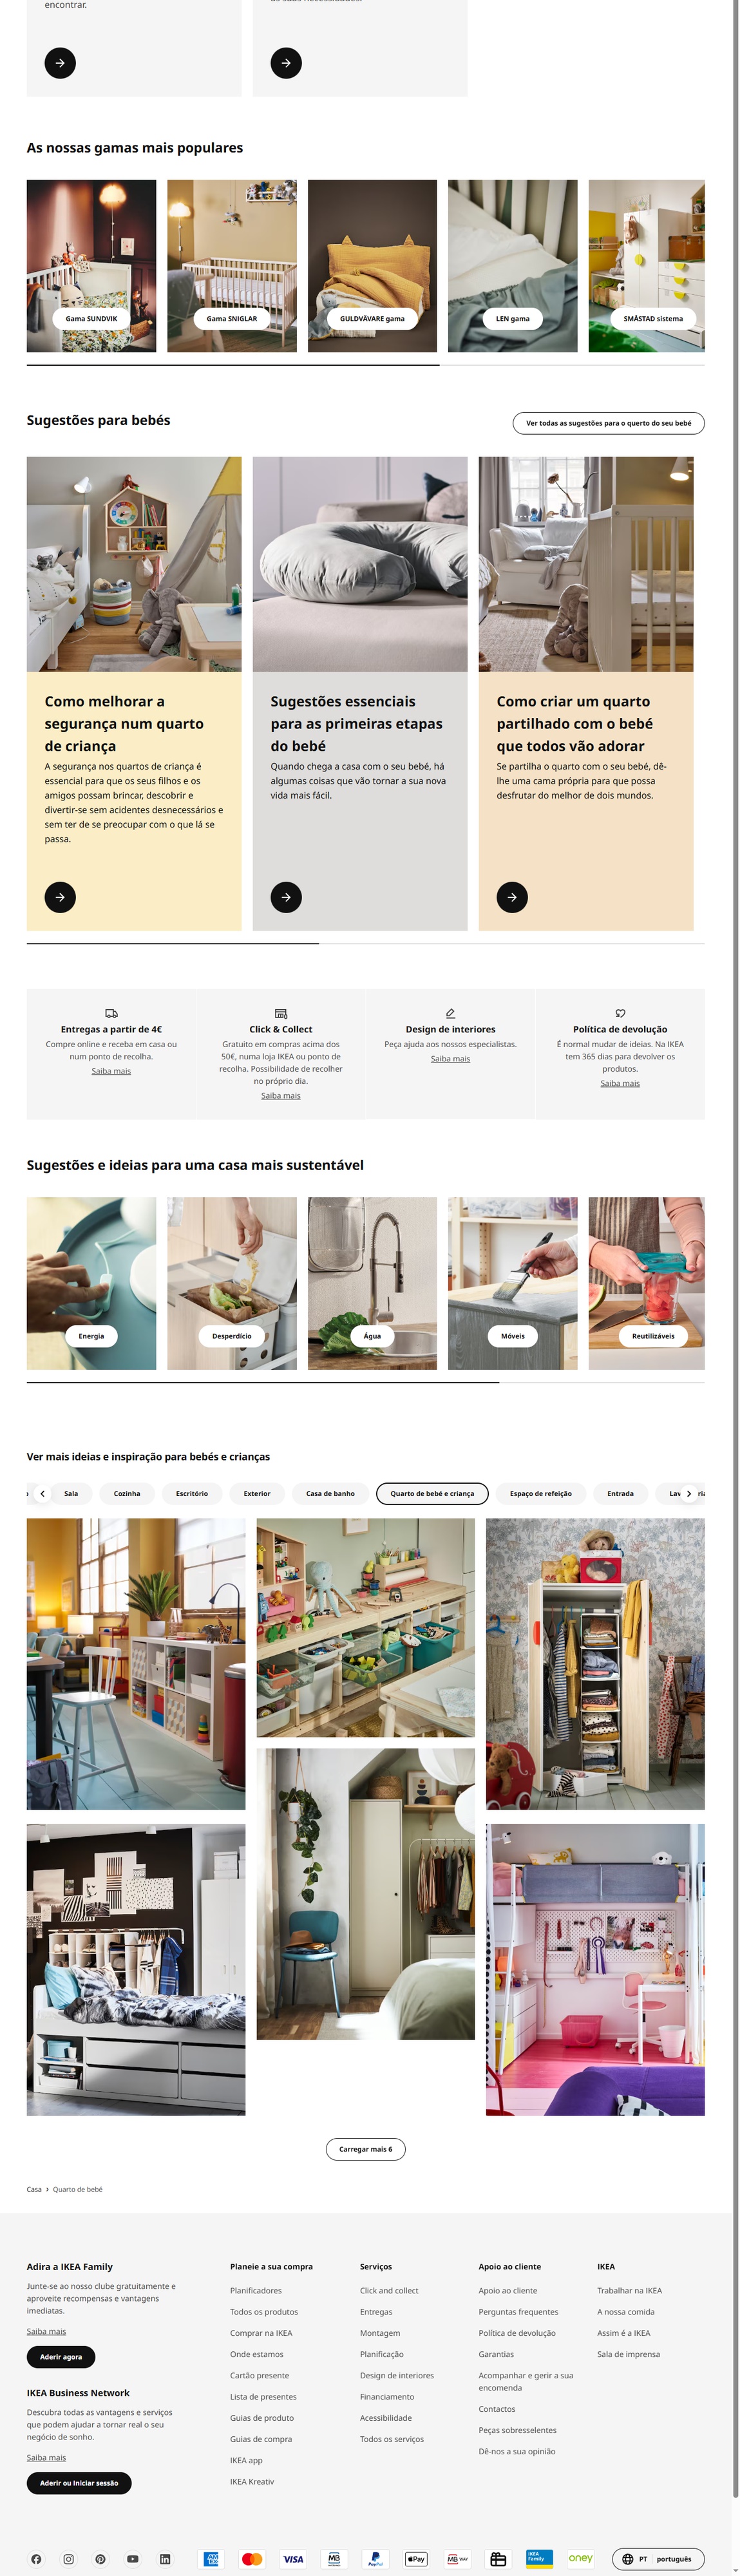 encontrar.
As nossas gamas mais populares
Gama SUNDVIK
Gama SNIGLAR
GULDVÄVARE gama
LEN gama
SMÅSTAD sistema
Sugestões para bebés
Ver todas as sugestões para o querto do seu bebé
Como melhorar a
segurança num quarto
de criança
A segurança nos quartos de criança é
essencial para que os seus filhos e os
amigos possam brincar, descobrir e
divertir-se sem acidentes desnecessários e
sem ter de se preocupar com o que lá se
passa.
Sugestões essenciais
para as primeiras etapas
do bebé
Quando chega a casa com o seu bebé, há
algumas coisas que vão tornar a sua nova
vida mais fácil.
Como criar um quarto
partilhado com o bebé
que todos vão adorar
Se partilha o quarto com o seu bebé, dê-
lhe uma cama própria para que possa
desfrutar do melhor de dois mundos.
Entregas a partir de 4€
Compre online e receba em casa ou
num ponto de recolha.
Saiba mais
Click & Collect
Gratuito em compras acima dos
50€, numa loja IKEA ou ponto de
recolha. Possibilidade de recolher
no próprio dia.
Saiba mais
Design de interiores
Peça ajuda aos nossos especialistas.
Saiba mais
Política de devolução
É normal mudar de ideias. Na IKEA
tem 365 dias para devolver os
produtos.
Saiba mais
Sugestões e ideias para uma casa mais sustentável
Energia
Desperdício
Água
Móveis
Reutilizáveis
Ver mais ideias e inspiração para bebés e crianças
Sala
Cozinha
Escritório
Exterior
Casa de banho
Quarto de bebé e criança
Espaço de refeição
Entrada
Carregar mais 6
Casa › Quarto de bebé
Adira a IKEA Family
Junte-se ao nosso clube gratuitamente e
aproveite recompensas e vantagens
imediatas.
Saiba mais
Aderir agora
IKEA Business Network
Descubra todas as vantagens e serviços
que podem ajudar a tornar real o seu
negócio de sonho.
Saiba mais
Aderir ou Iniciar sessão
Planeie a sua compra
Planificadores
Todos os produtos
Comprar na IKEA
Onde estamos
Cartão presente
Lista de presentes
Guias de produto
Guias de compra
IKEA app
IKEA Kreativ
Serviços
Click and collect
Entregas
Montagem
Planificação
Design de interiores
Financiamento
Acessibilidade
Todos os serviços
Apoio ao cliente
Apoio ao cliente
Perguntas frequentes
Política de devolução
Garantias
Acompanhar e gerir a sua
encomenda
Contactos
Peças sobresselentes
Dê-nos a sua opinião
IKEA
Trabalhar na IKEA
A nossa comida
Assim é a IKEA
Sala de imprensa
VISA
PayPal
Pay
MB WAY
IKEA Family
oney
PT português